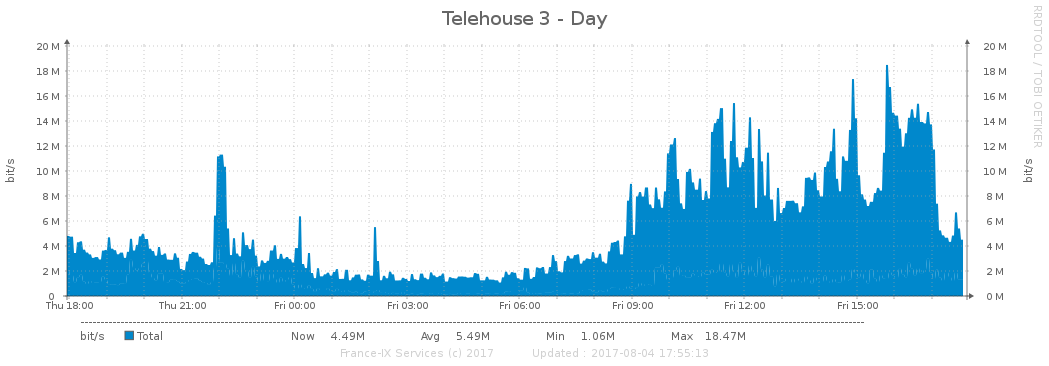 Telehouse 3 - Day
RRDTOOL / TOBI OETIKER
bit/s
20 M 20 M
18 M 18 M
16 M 16 M
14 M 14 M
12 M 12 M
10 M 10 M
8 M 8 M
6 M 6 M
4 M 4 M
2 M 2 M
0 0 M
bit/s
Thu 18:00 Thu 21:00 Fri 00:00 Fri 03:00 Fri 06:00 Fri 09:00 Fri 12:00 Fri 15:00
bit/s Total Now 4.49M Avg 5.49M Min 1.06M Max 18.47M
France-IX Services (c) 2017 Updated : 2017-08-04 17:55:13